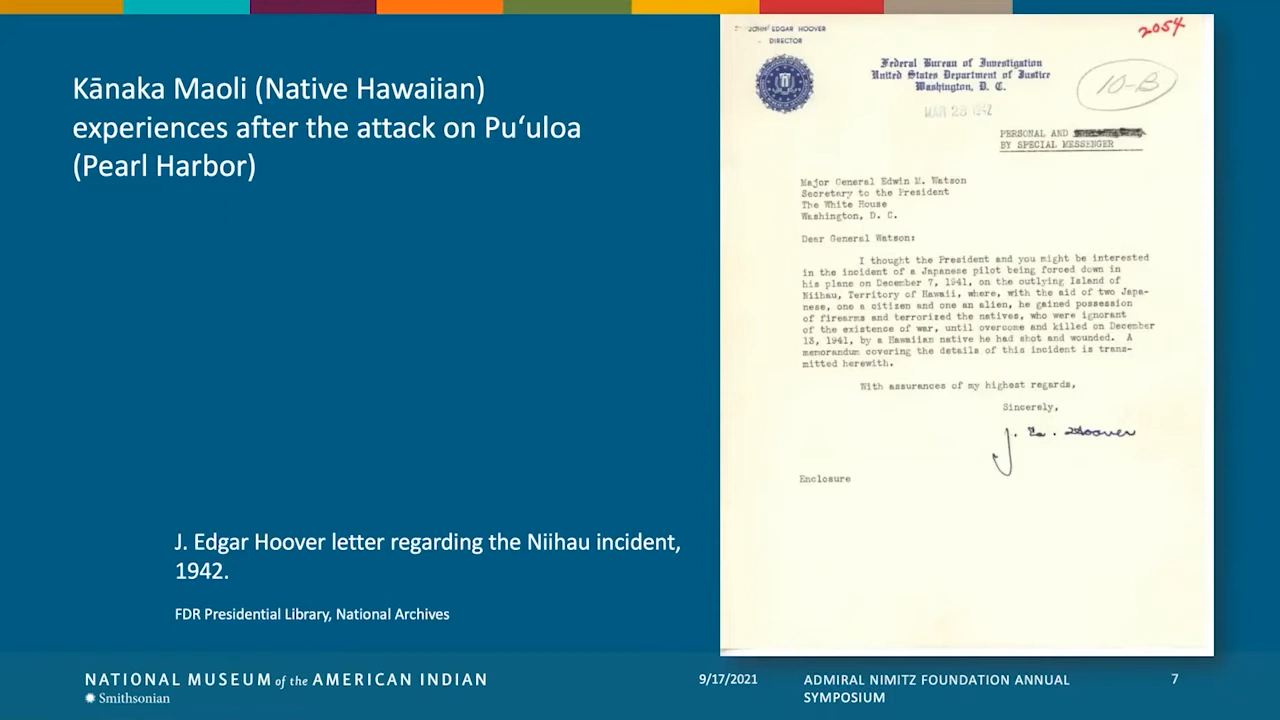 Kānaka Maoli (Native Hawaiian)
experiences after the attack on Puʻuloa
(Pearl Harbor)
J. Edgar Hoover letter regarding the Niihau incident,
1942.
FDR Presidential Library, National Archives
JOHN EDGAR HOOVER
DIRECTOR
2054
Federal Bureau of Investigation
United States Department of Justice
Washington, D. C.
10-B
MAR 28 1942
PERSONAL AND
BY SPECIAL MESSENGER
Major General Edwin M. Watson
Secretary to the President
The White House
Washington, D. C.
Dear General Watson:
I thought the President and you might be interested
in the incident of a Japanese pilot being forced down in
his plane on December 7, 1941, on the outlying Island of
Niihau, Territory of Hawaii, where, with the aid of two Japa-
nese, one a citizen and one an alien, he gained possession
of firearms and terrorized the natives, who were ignorant
of the existence of war, until overcome and killed on December
13, 1941, by a Hawaiian native he had shot and wounded. A
memorandum covering the details of this incident is trans-
mitted herewith.
With assurances of my highest regards,
Sincerely,
J. E. Hoover
Enclosure
NATIONAL MUSEUM of the AMERICAN INDIAN
Smithsonian
9/17/2021
ADMIRAL NIMITZ FOUNDATION ANNUAL
SYMPOSIUM
7